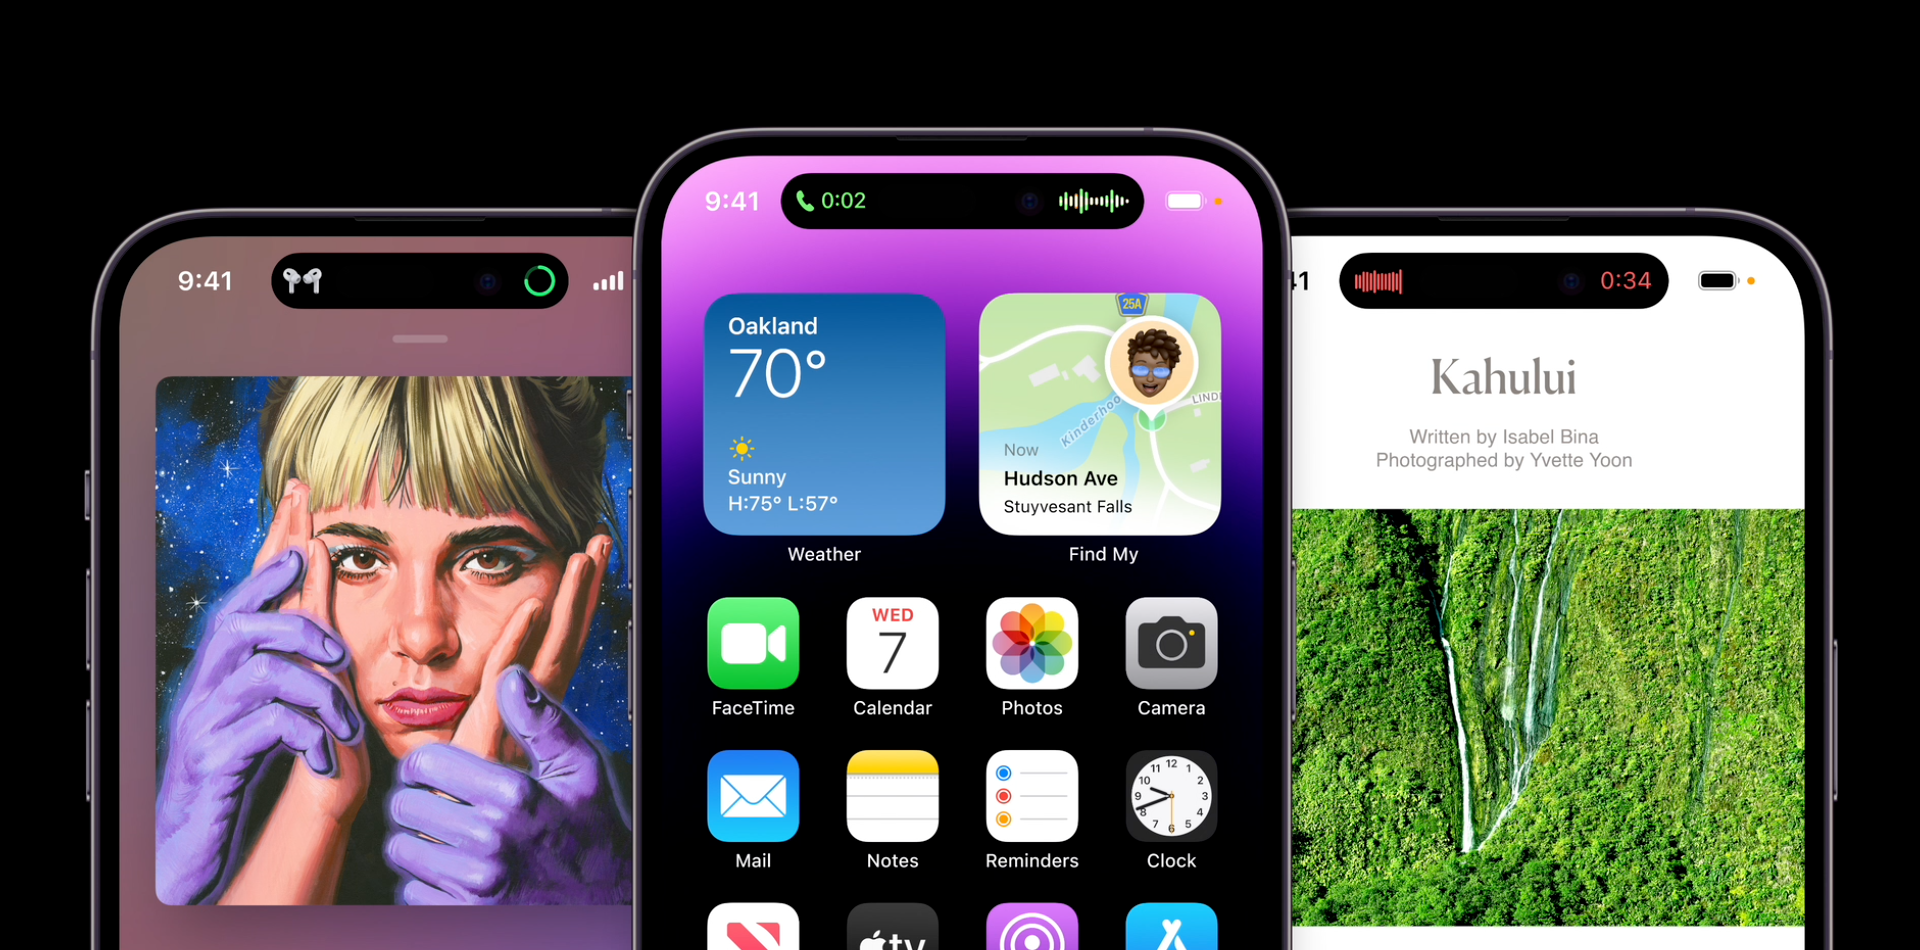 9:41
9:41
0:02
Oakland
70°
Sunny
H:75° L:57°
Weather
25A
Kinderhoo
LIND
Now
Hudson Ave
Stuyvesant Falls
Find My
FaceTime
WED
7
Calendar
Photos
Camera
Mail
Notes
Reminders
12
1
2
3
4
5
6
7
8
9
10
11
Clock
tv
41
0:34
Kahului
Written by Isabel Bina
Photographed by Yvette Yoon